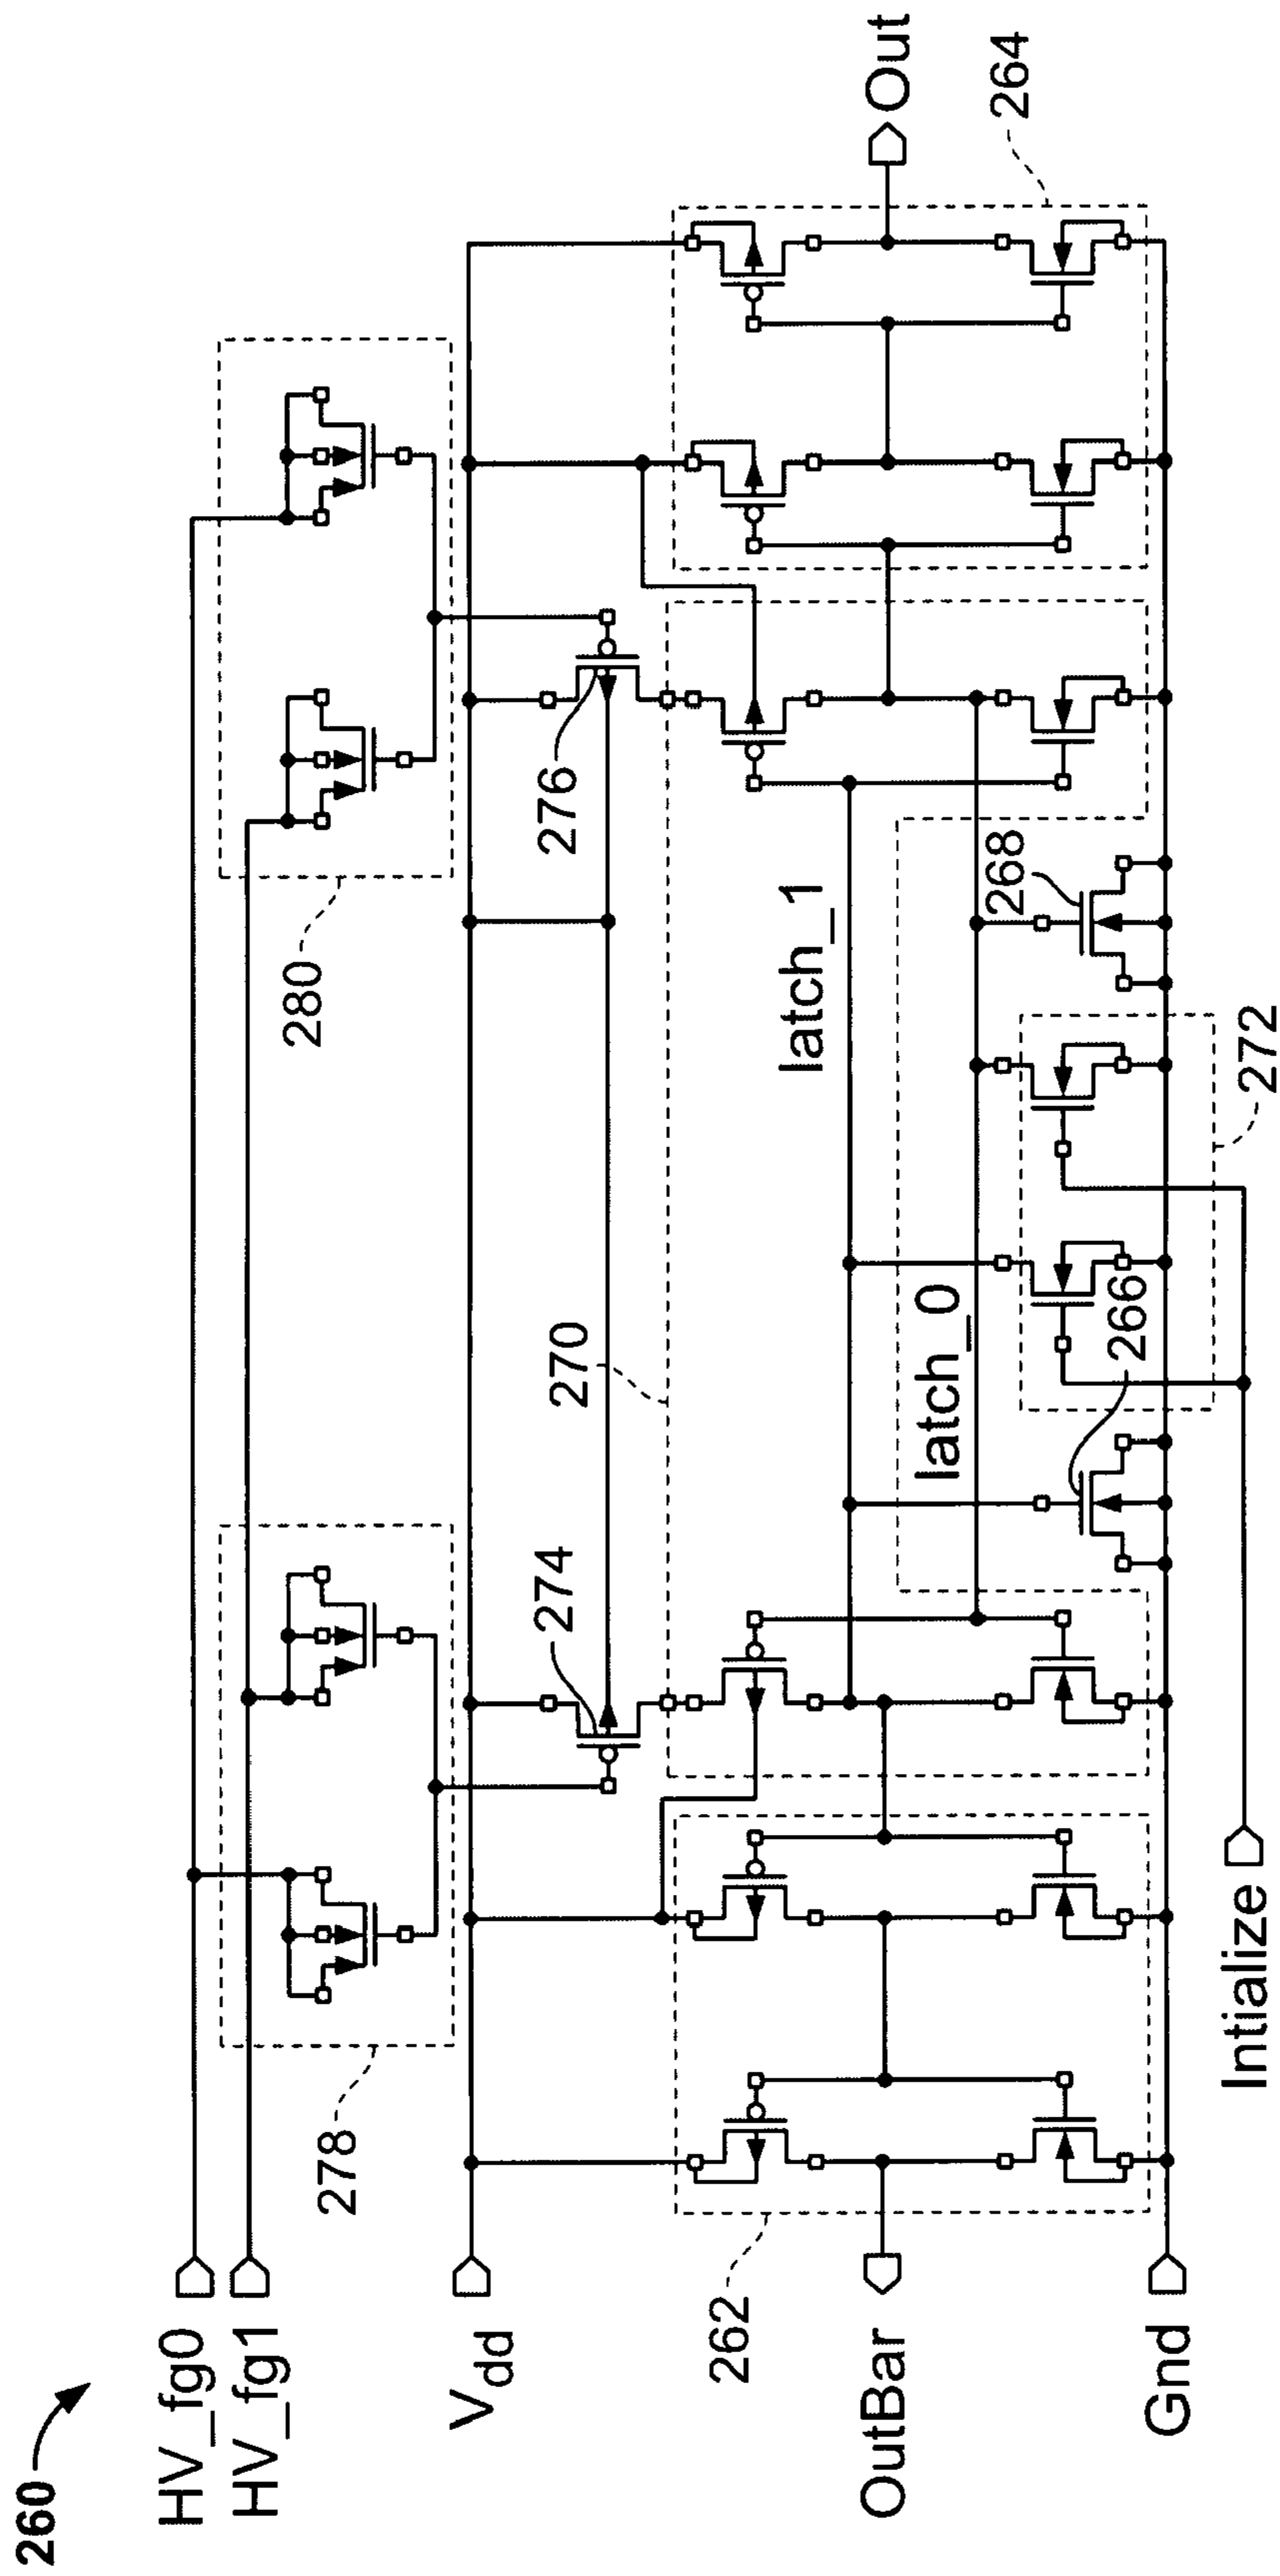 260
HV_fg0
HV_fg1
Vdd
OutBar
Gnd
Intialize
278
262
274
270
280
276
latch_1
latch_0
266
268
272
264
Out